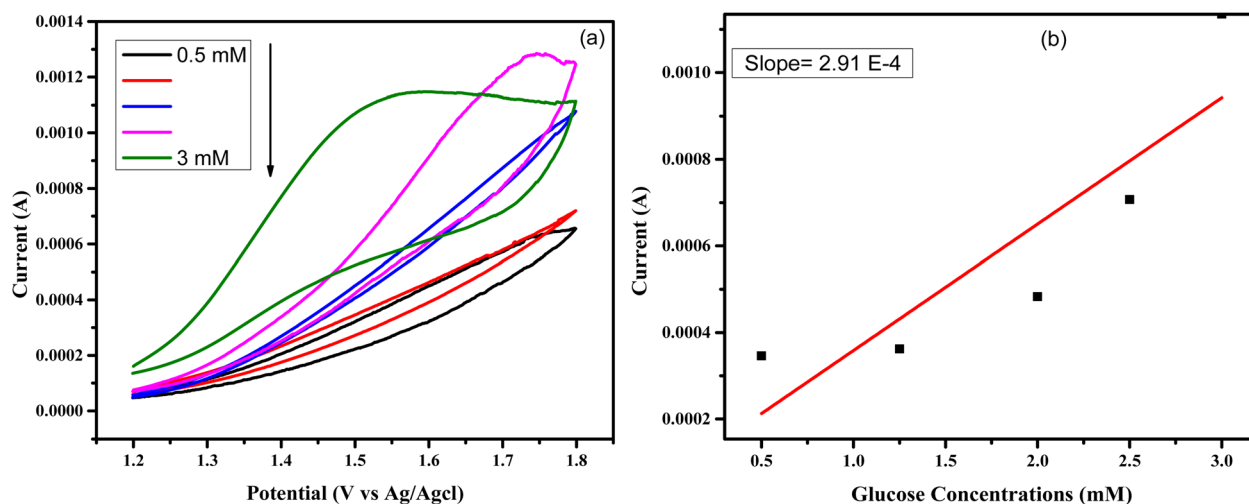 (a)
0.5 mM
3 mM
0.0014
0.0012
0.0010
0.0008
0.0006
0.0004
0.0002
0.0000
Current (A)
1.2 1.3 1.4 1.5 1.6 1.7 1.8
Potential (V vs Ag/Agcl)
(b)
Slope= 2.91 E-4
0.0010
0.0008
0.0006
0.0004
0.0002
Current (A)
0.5 1.0 1.5 2.0 2.5 3.0
Glucose Concentrations (mM)